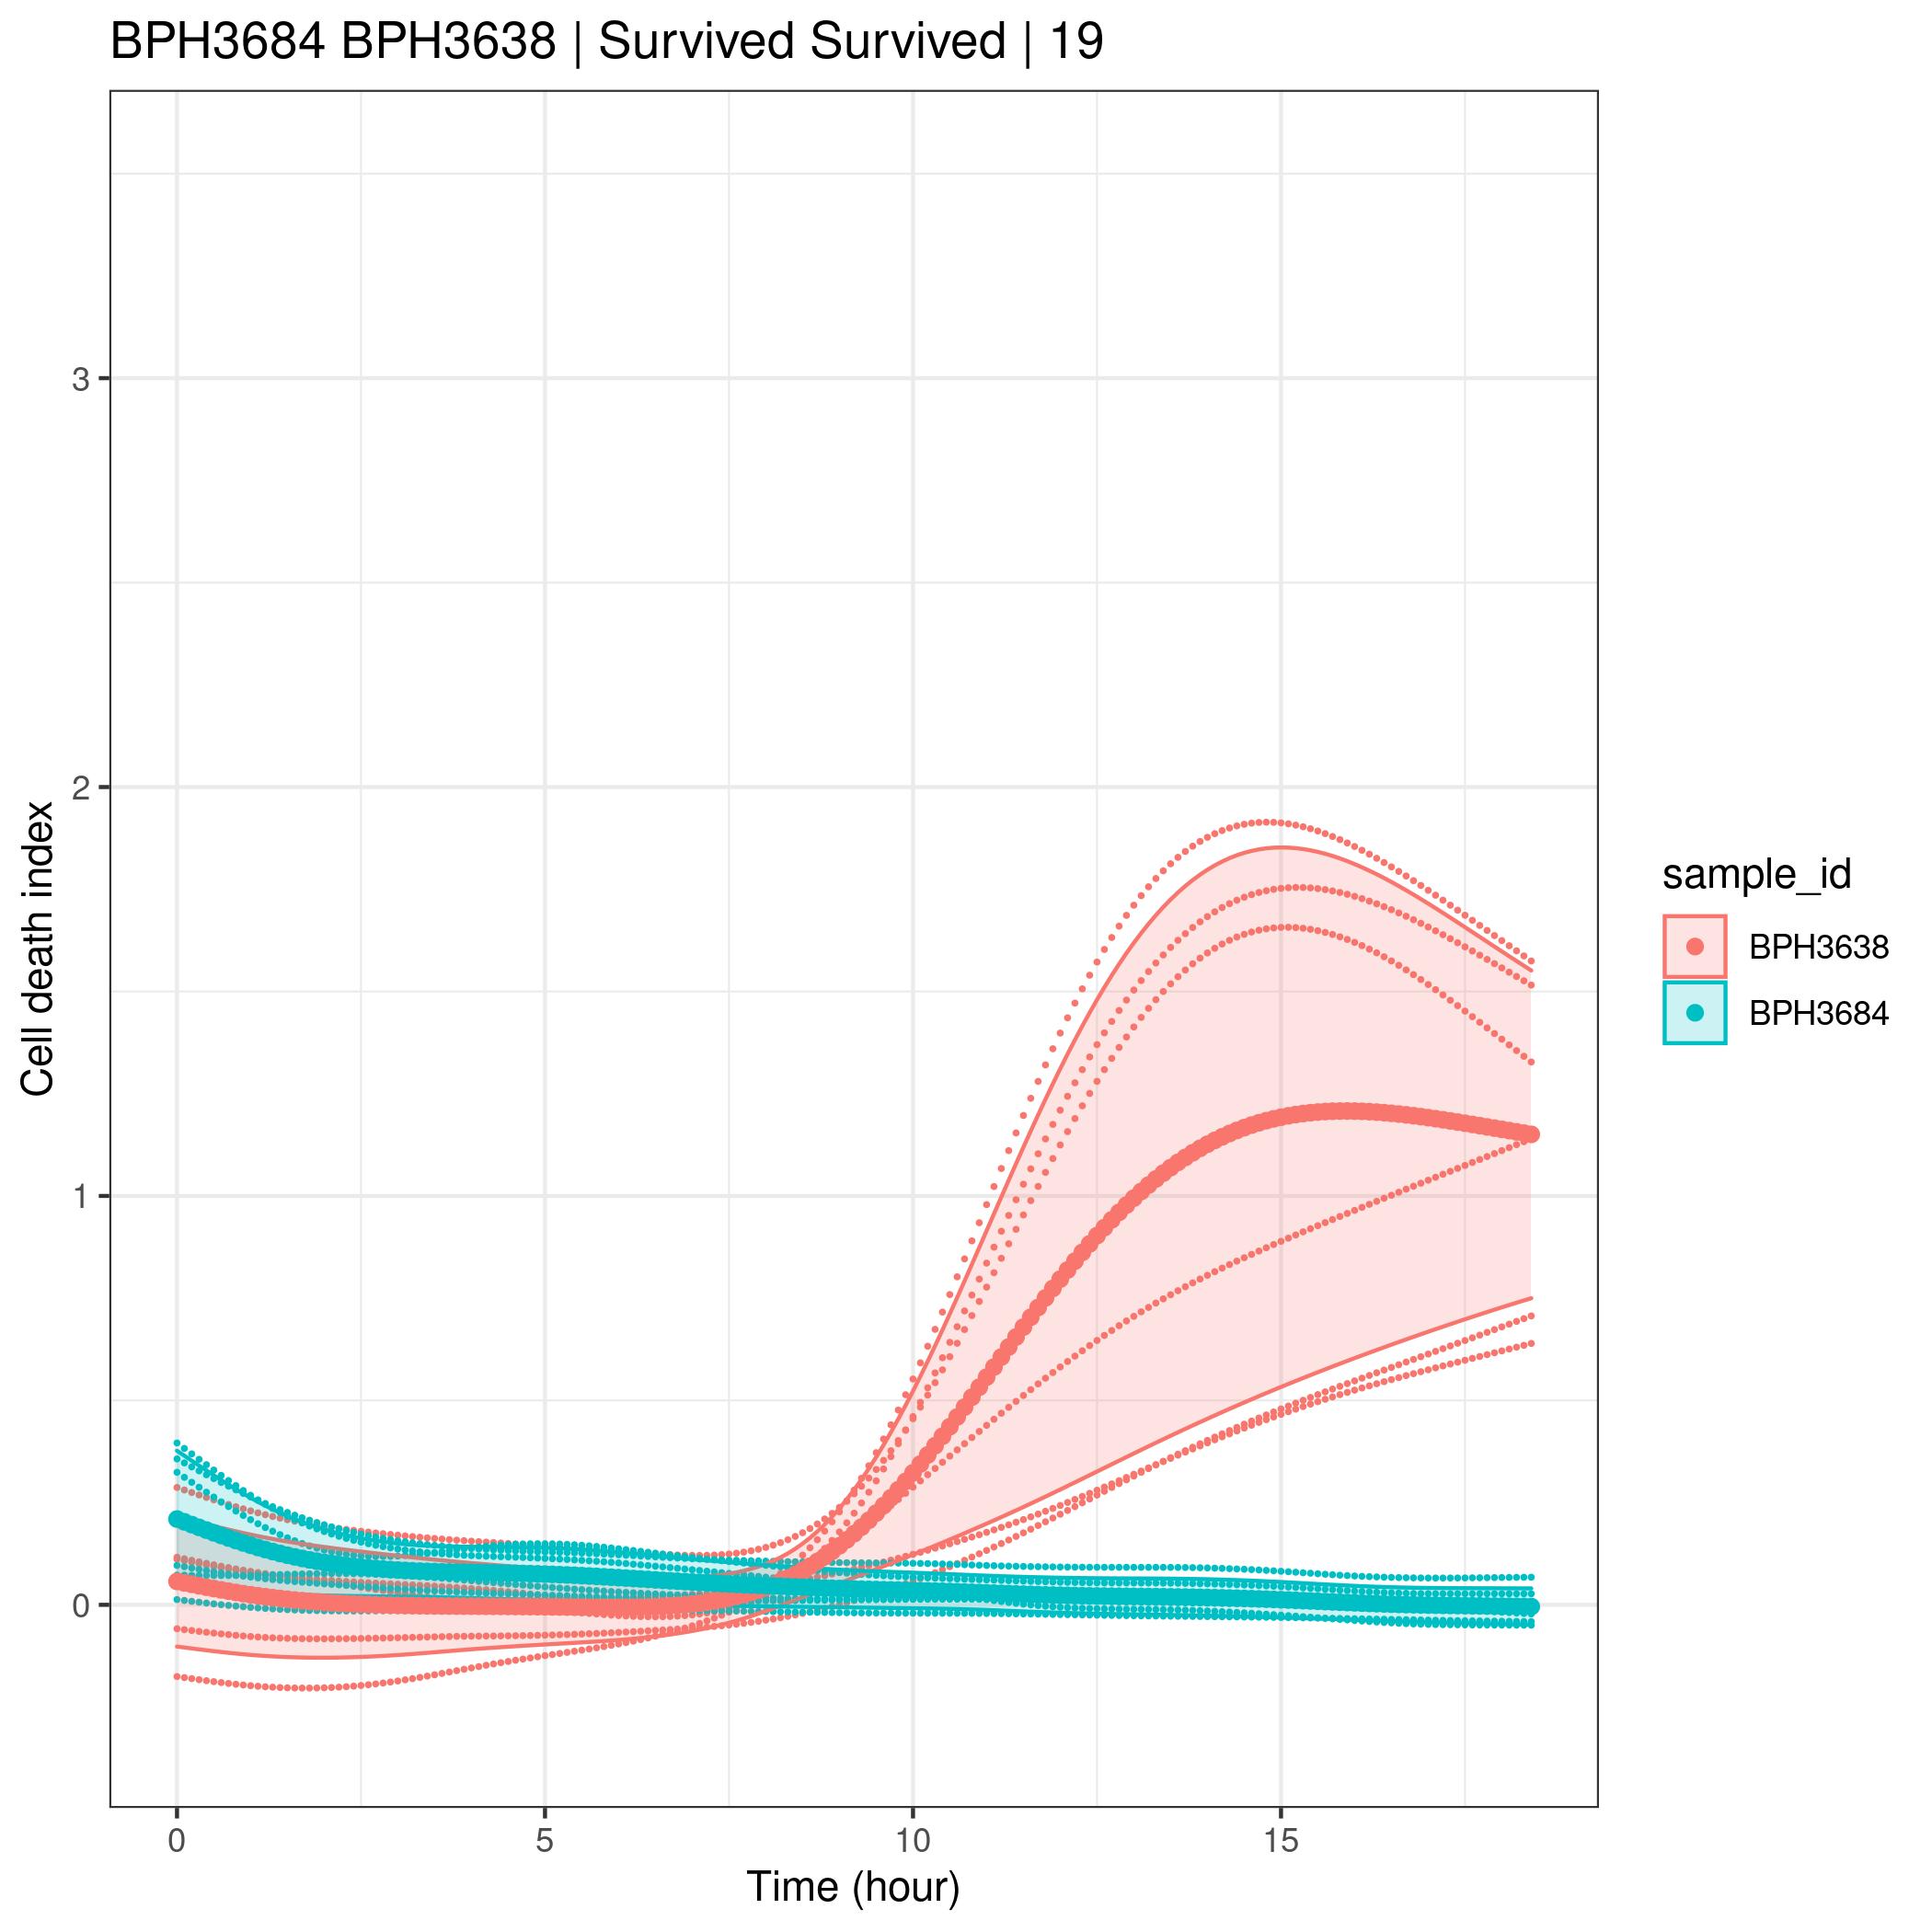 BPH3684 BPH3638 | Survived Survived | 19
Cell death index
3
2
1
0
0 5 10 15
Time (hour)
sample_id
BPH3638
BPH3684